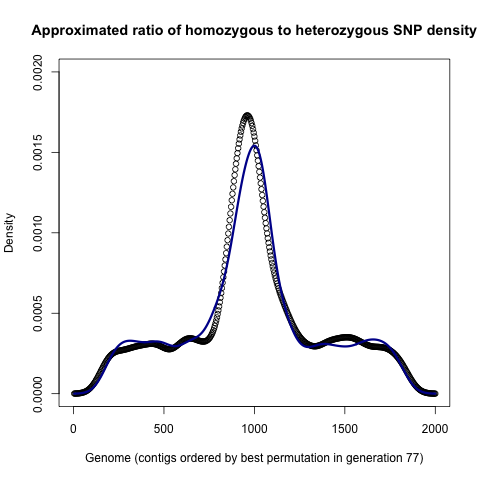 Approximated ratio of homozygous to heterozygous SNP density
0.0020
0.0015
0.0010
0.0005
0.0000
Density
0 500 1000 1500 2000
Genome (contigs ordered by best permutation in generation 77)